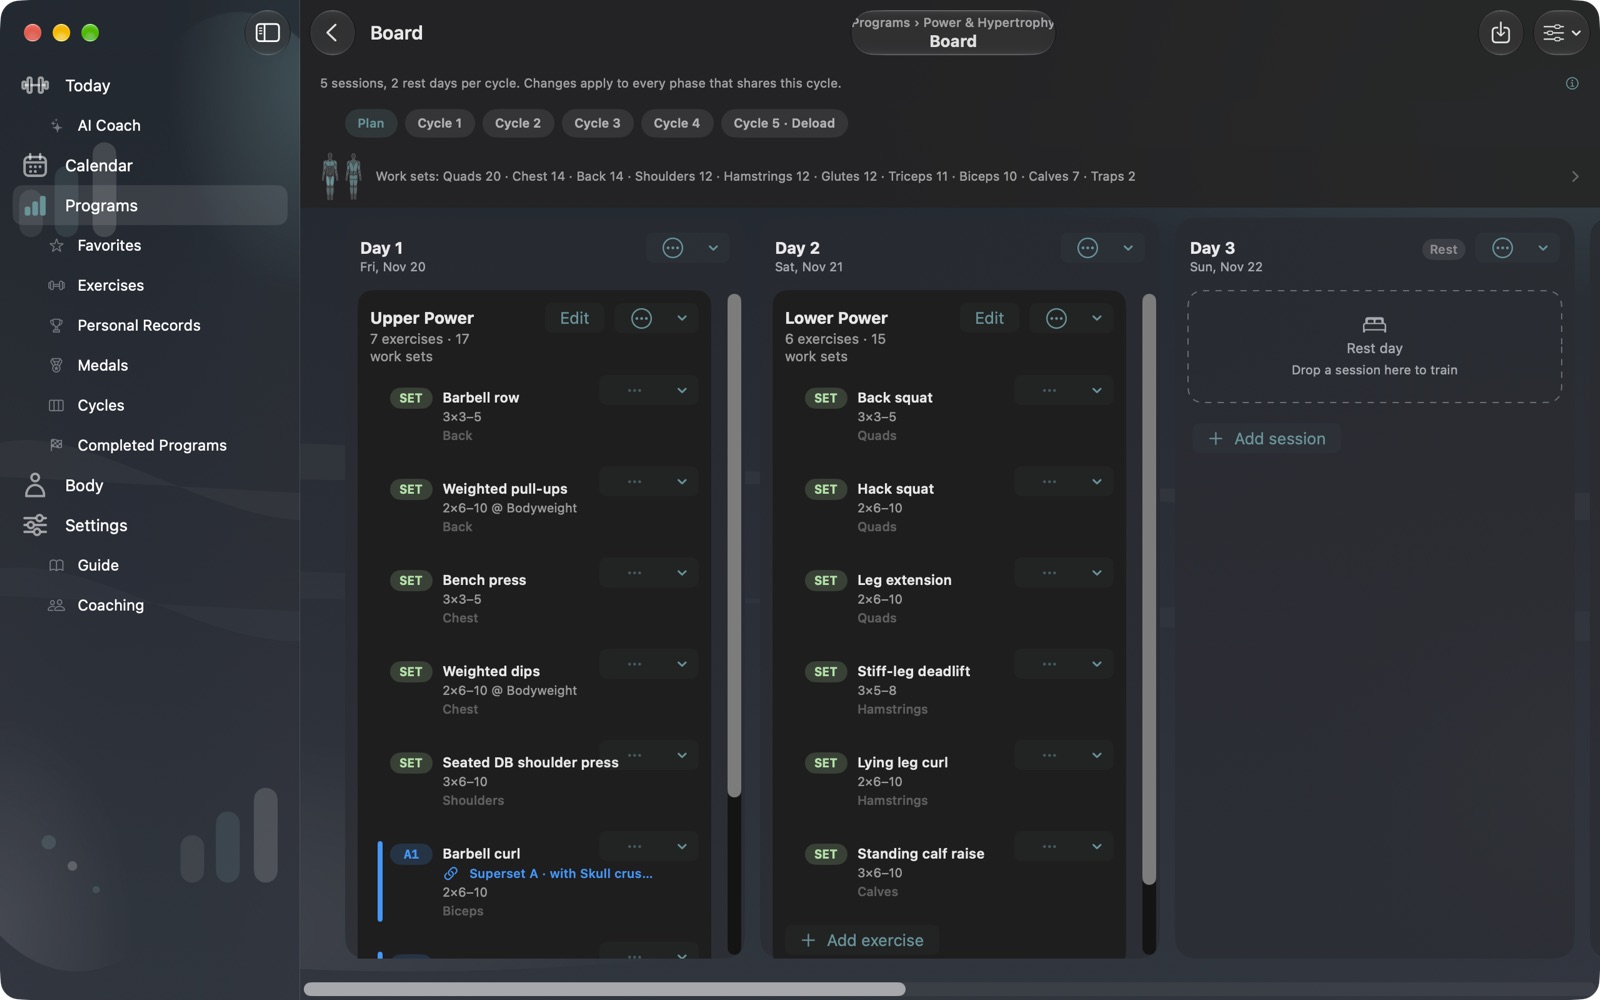 Today
AI Coach
Calendar
Programs
Favorites
Exercises
Personal Records
Medals
Cycles
Completed Programs
Body
Settings
Guide
Coaching
Board
Programs › Power & Hypertrophy
Board
5 sessions, 2 rest days per cycle. Changes apply to every phase that shares this cycle.
Plan
Cycle 1
Cycle 2
Cycle 3
Cycle 4
Cycle 5 · Deload
Work sets: Quads 20 · Chest 14 · Back 14 · Shoulders 12 · Hamstrings 12 · Glutes 12 · Triceps 11 · Biceps 10 · Calves 7 · Traps 2
Day 1
Fri, Nov 20
Upper Power
Edit
7 exercises · 17
work sets
SET Barbell row
3×3–5
Back
SET Weighted pull-ups
2×6–10 @ Bodyweight
Back
SET Bench press
3×3–5
Chest
SET Weighted dips
2×6–10 @ Bodyweight
Chest
SET Seated DB shoulder press
3×6–10
Shoulders
A1 Barbell curl
Superset A · with Skull crus...
2×6–10
Biceps
Day 2
Sat, Nov 21
Lower Power
Edit
6 exercises · 15
work sets
SET Back squat
3×3–5
Quads
SET Hack squat
2×6–10
Quads
SET Leg extension
2×6–10
Quads
SET Stiff-leg deadlift
3×5–8
Hamstrings
SET Lying leg curl
2×6–10
Hamstrings
SET Standing calf raise
3×6–10
Calves
+ Add exercise
Day 3
Rest
Sun, Nov 22
Rest day
Drop a session here to train
+ Add session